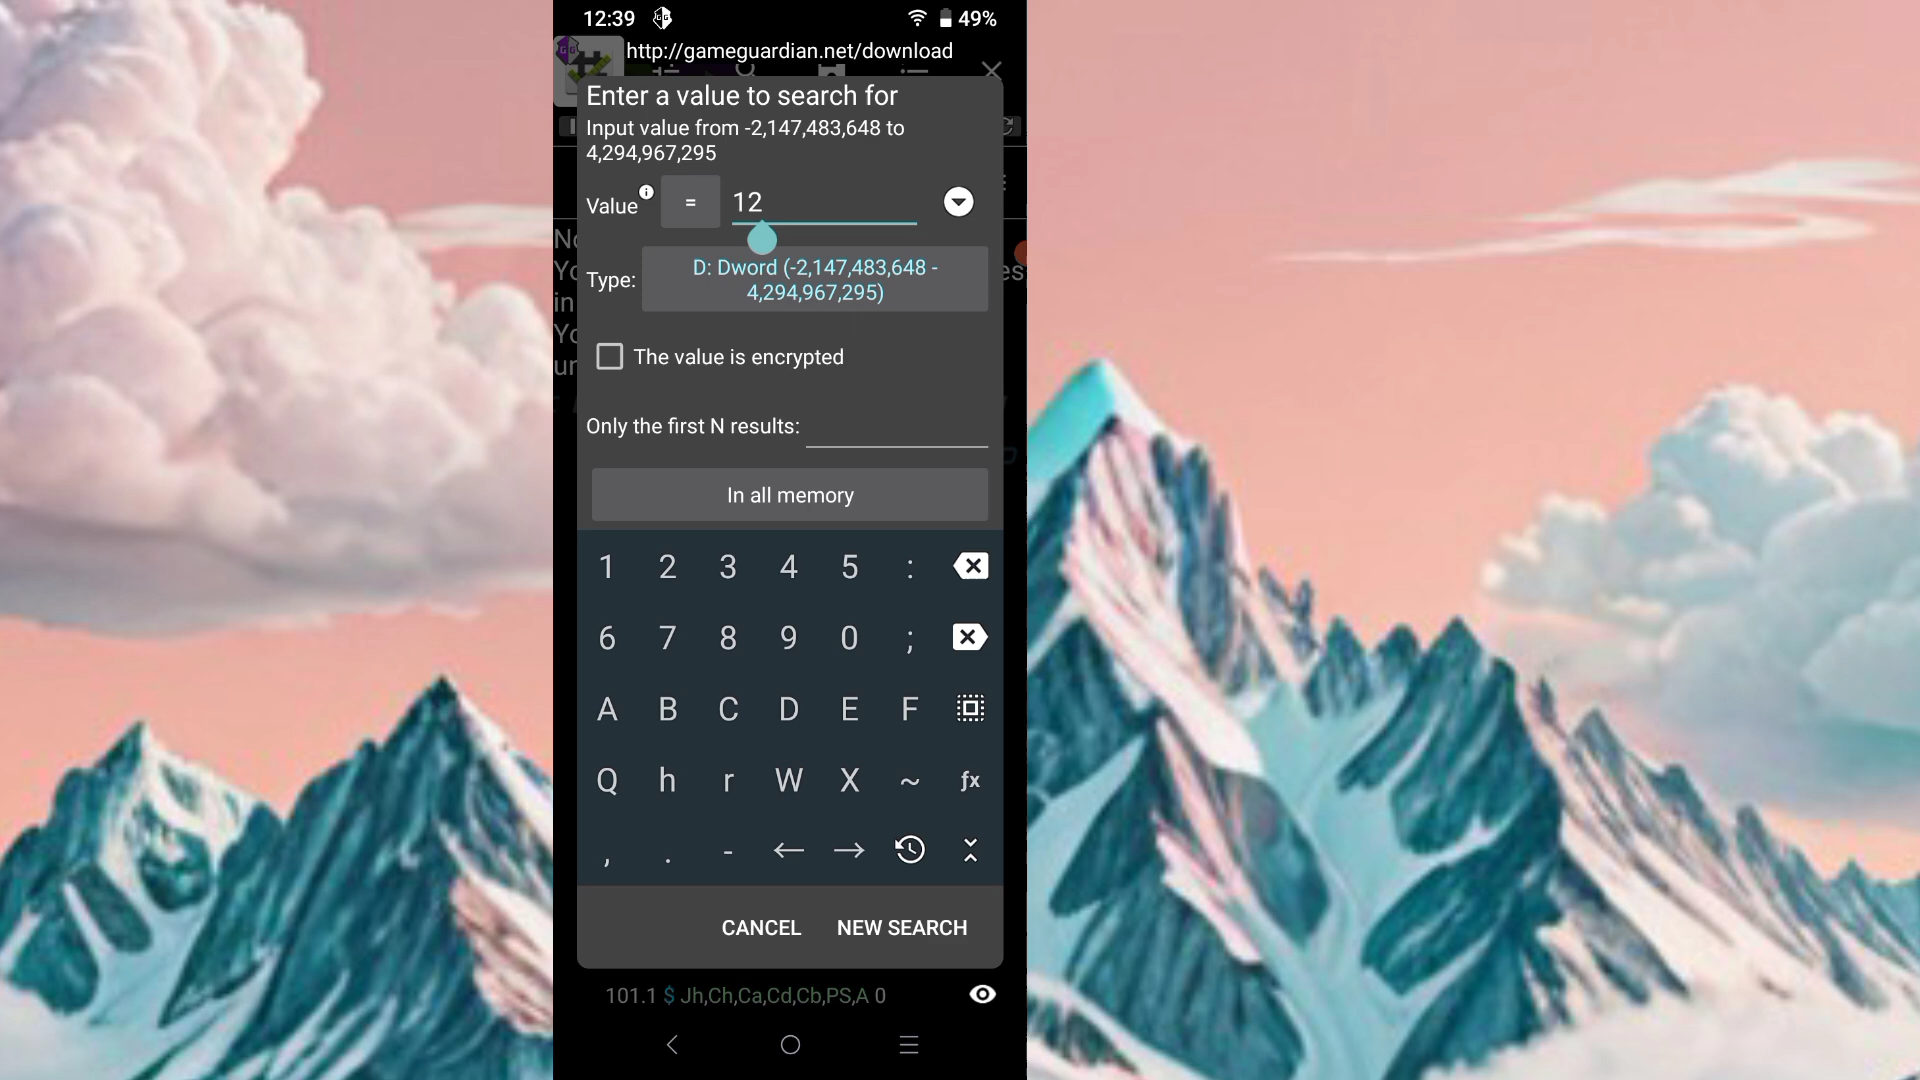 12:39
49%
http://gameguardian.net/download
Enter a value to search for
Input value from -2,147,483,648 to
4,294,967,295
Value = 12
Type: D: Dword (-2,147,483,648 -
4,294,967,295)
The value is encrypted
Only the first N results:
In all memory
1 2 3 4 5 :
6 7 8 9 0 ;
A B C D E F
Q h r W X ~ ƒx
, . - ← →
CANCEL NEW SEARCH
101.1 $ Jh,Ch,Ca,Cd,Cb,PS,A 0